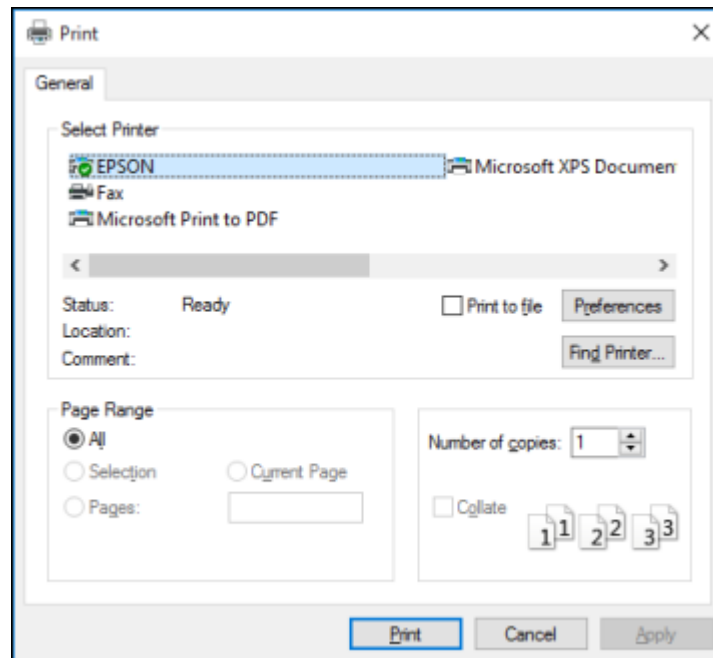 Print
General
Select Printer
EPSON
Microsoft XPS Documen
Fax
Microsoft Print to PDF
Status: Ready
Print to file
Preferences
Location:
Comment:
Find Printer...
Page Range
All
Selection
Current Page
Pages:
Number of copies: 1
Collate
1 1 2 2 3 3
Print
Cancel
Apply